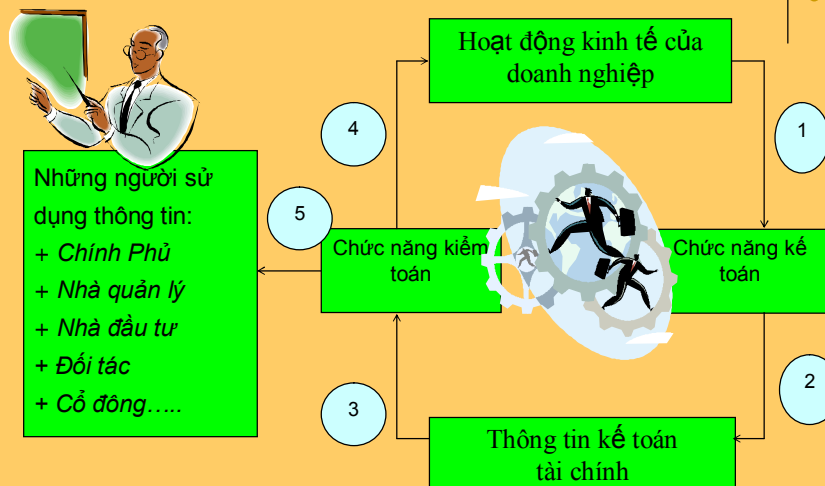 Hoạt động kinh tế của
doanh nghiệp
4
1
Những người sử
dụng thông tin:
+ Chính Phủ
+ Nhà quản lý
+ Nhà đầu tư
+ Đối tác
+ Cổ đông.....
5
Chức năng kiểm
toán
Chức năng kế
toán
3
2
Thông tin kế toán
tài chính